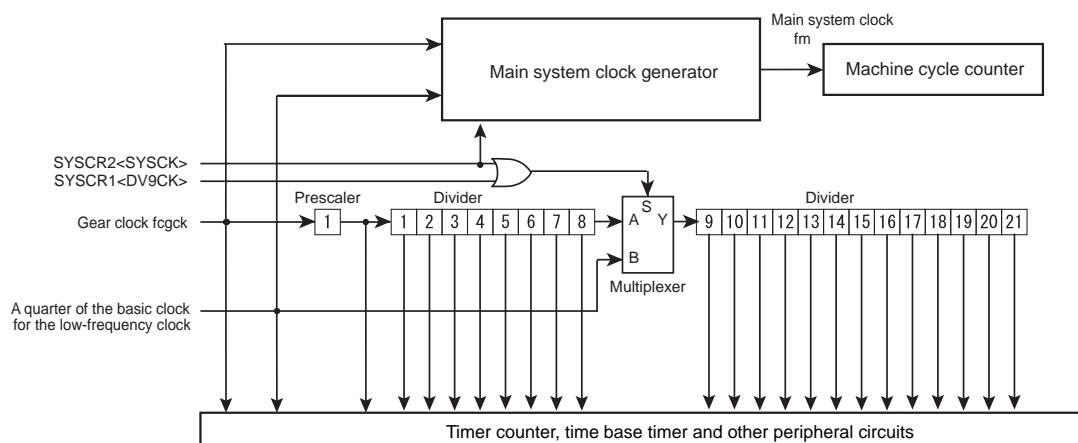 Main system clock
fm
Main system clock generator
Machine cycle counter
SYSCR2<SYSCK>
SYSCR1<DV9CK>
Prescaler
Divider
S
Divider
Gear clock fcgck
1
1 2 3 4 5 6 7 8
A
Y
9 10 11 12 13 14 15 16 17 18 19 20 21
B
Multiplexer
A quarter of the basic clock
for the low-frequency clock
Timer counter, time base timer and other peripheral circuits